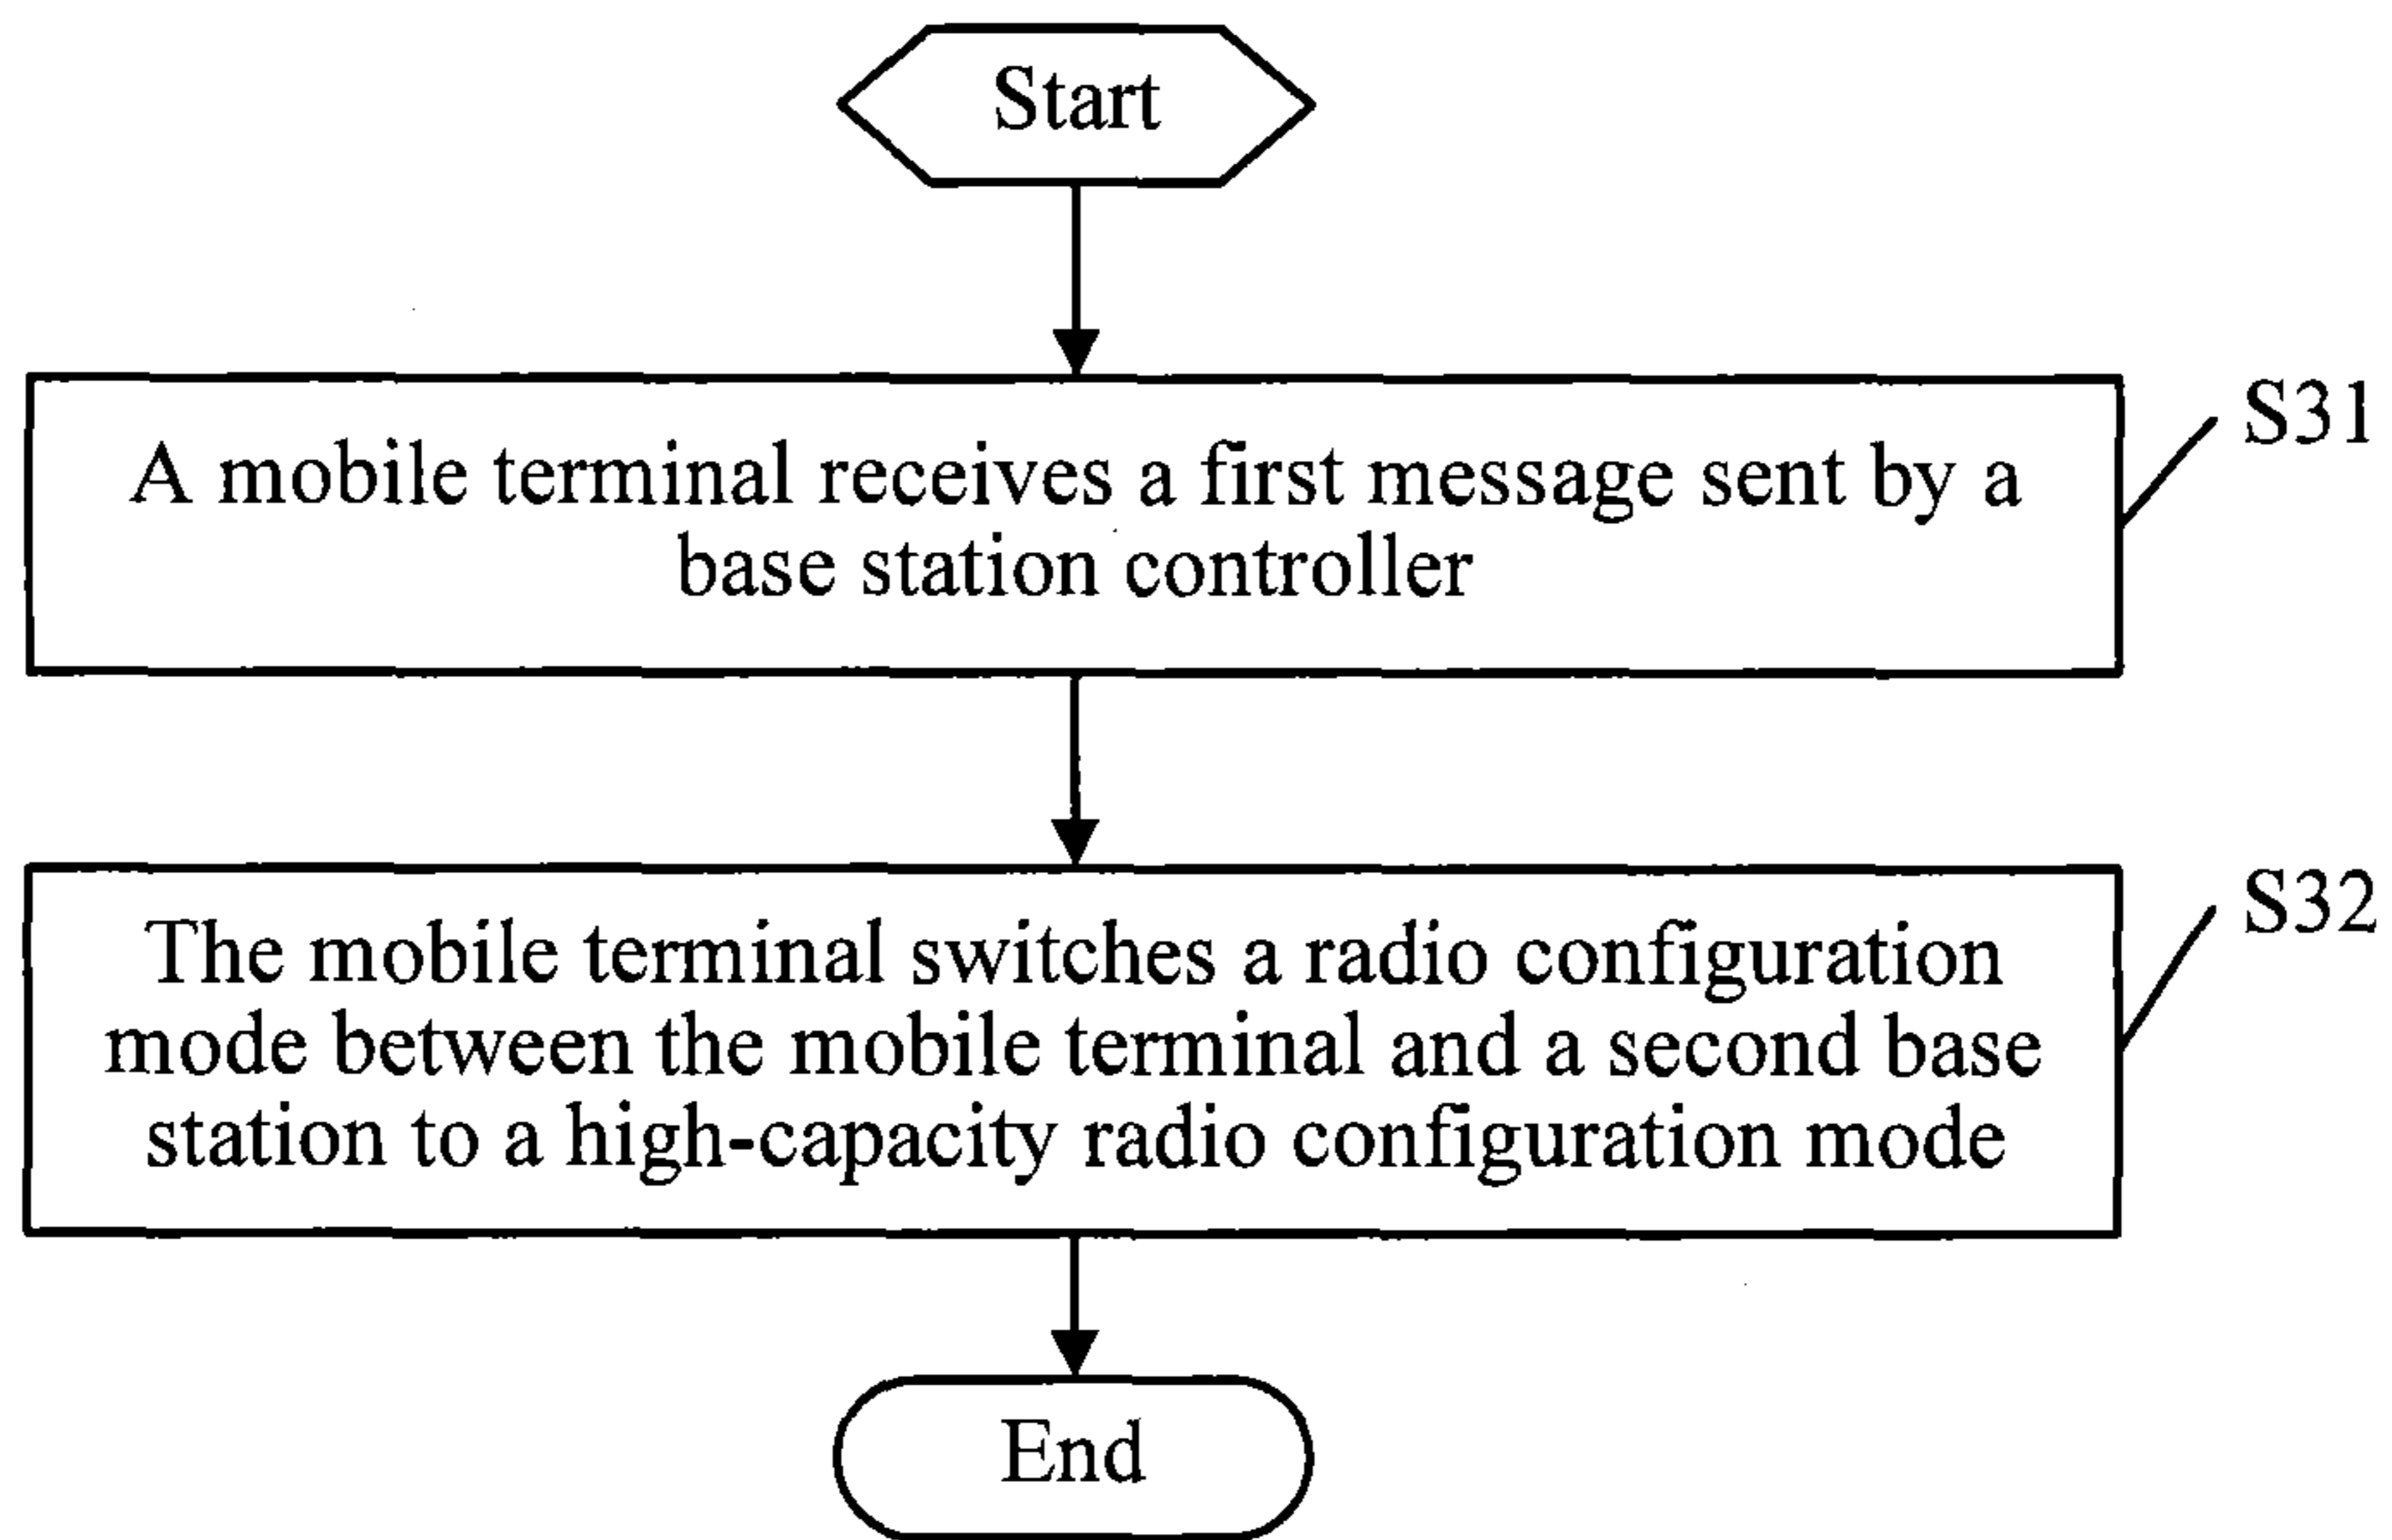 Start
A mobile terminal receives a first message sent by a
base station controller
S31
The mobile terminal switches a radio configuration
mode between the mobile terminal and a second base
station to a high-capacity radio configuration mode
S32
End